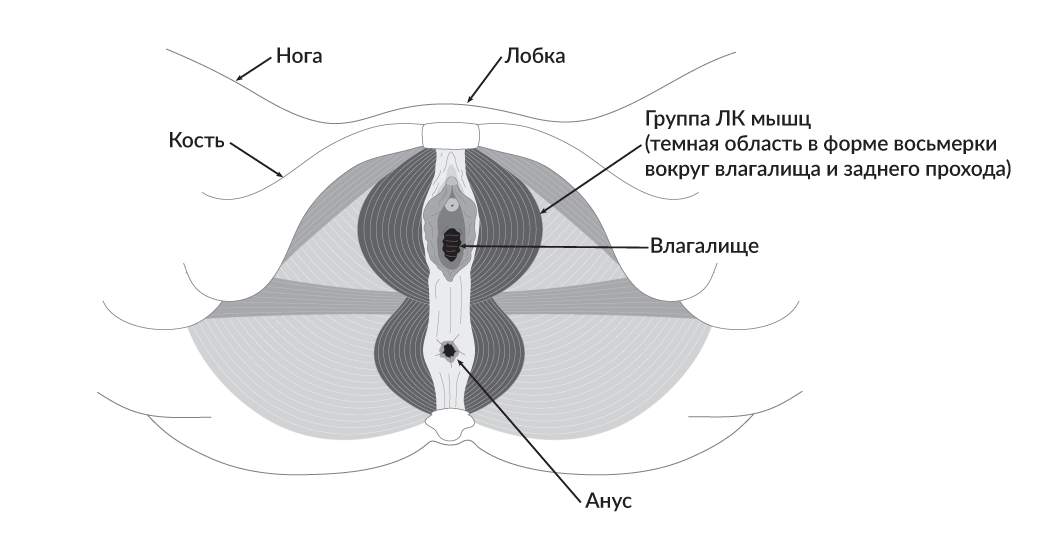 Нога
Лобка
Группа ЛК мышц
(темная область в форме восьмерки
вокруг влагалища и заднего прохода)
Кость
Влагалище
Анус